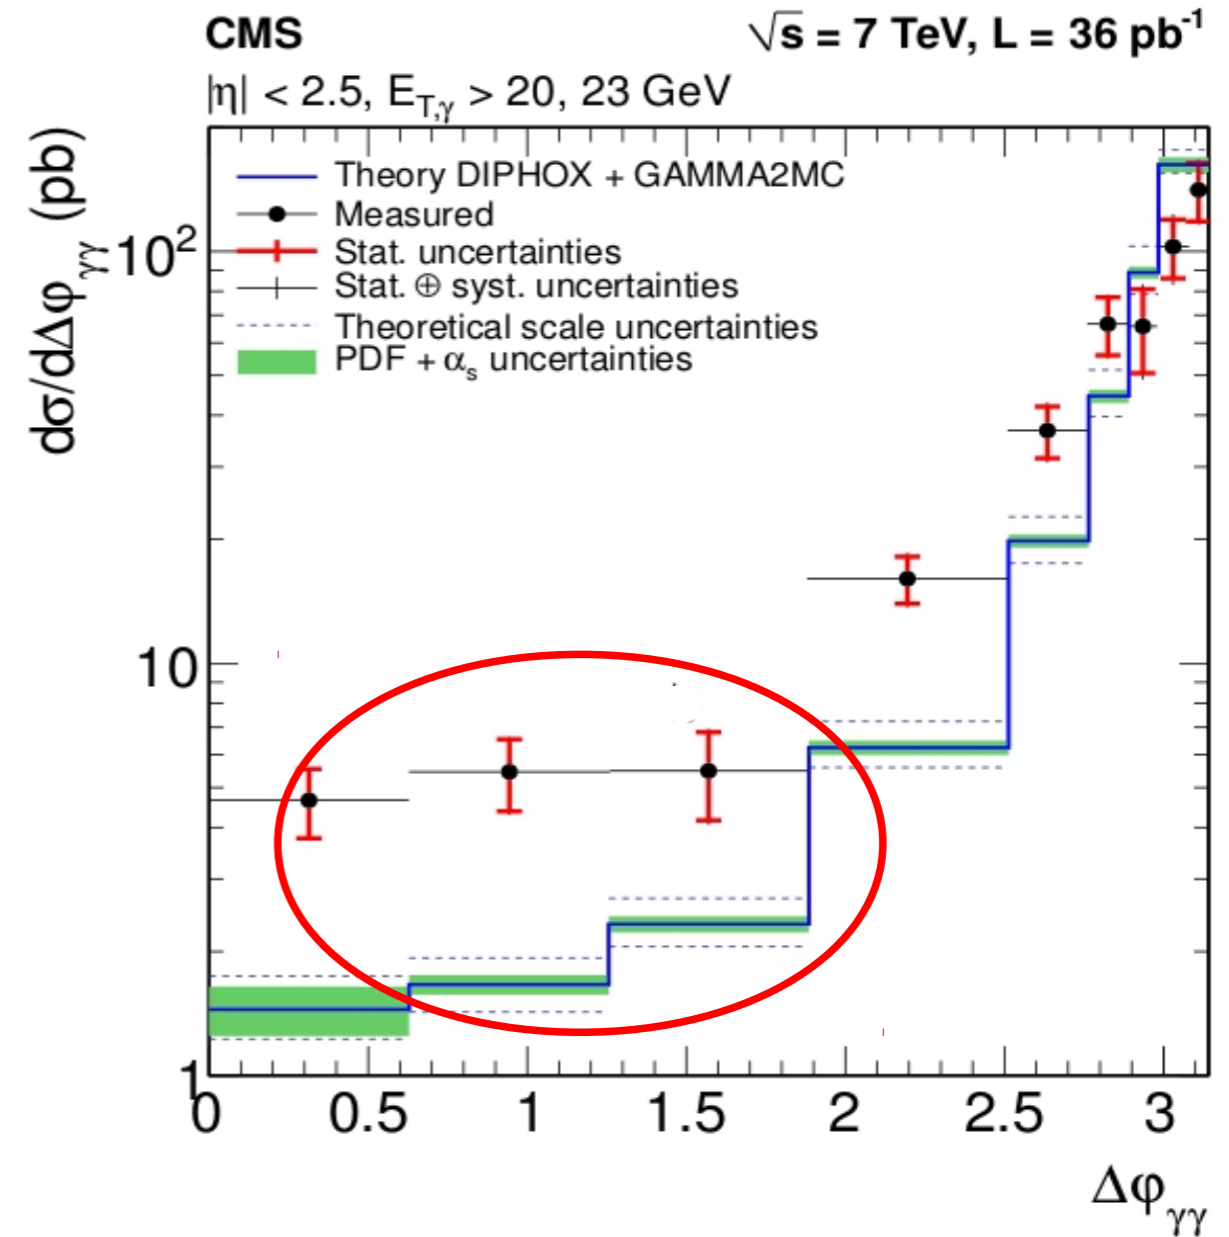 CMS √s = 7 TeV, L = 36 pb⁻¹
|η| < 2.5, E_T,γ > 20, 23 GeV
dσ/dΔφ_γγ (pb)
Theory DIPHOX + GAMMA2MC
Measured
Stat. uncertainties
Stat. ⊕ syst. uncertainties
Theoretical scale uncertainties
PDF + α_s uncertainties
10²
10
1
0 0.5 1 1.5 2 2.5 3
Δφ_γγ